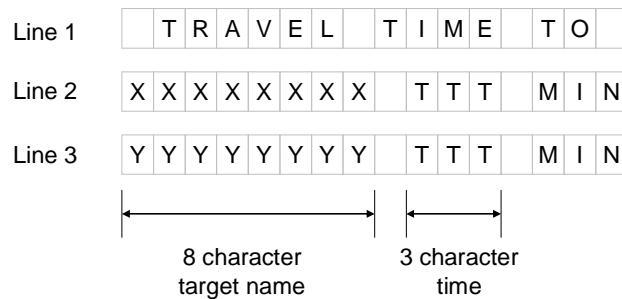 Line 1 TRAVEL TIME TO
Line 2 XXXXXXXX TTT MIN
Line 3 YYYYYYYY TTT MIN
8 character 3 character
target name time